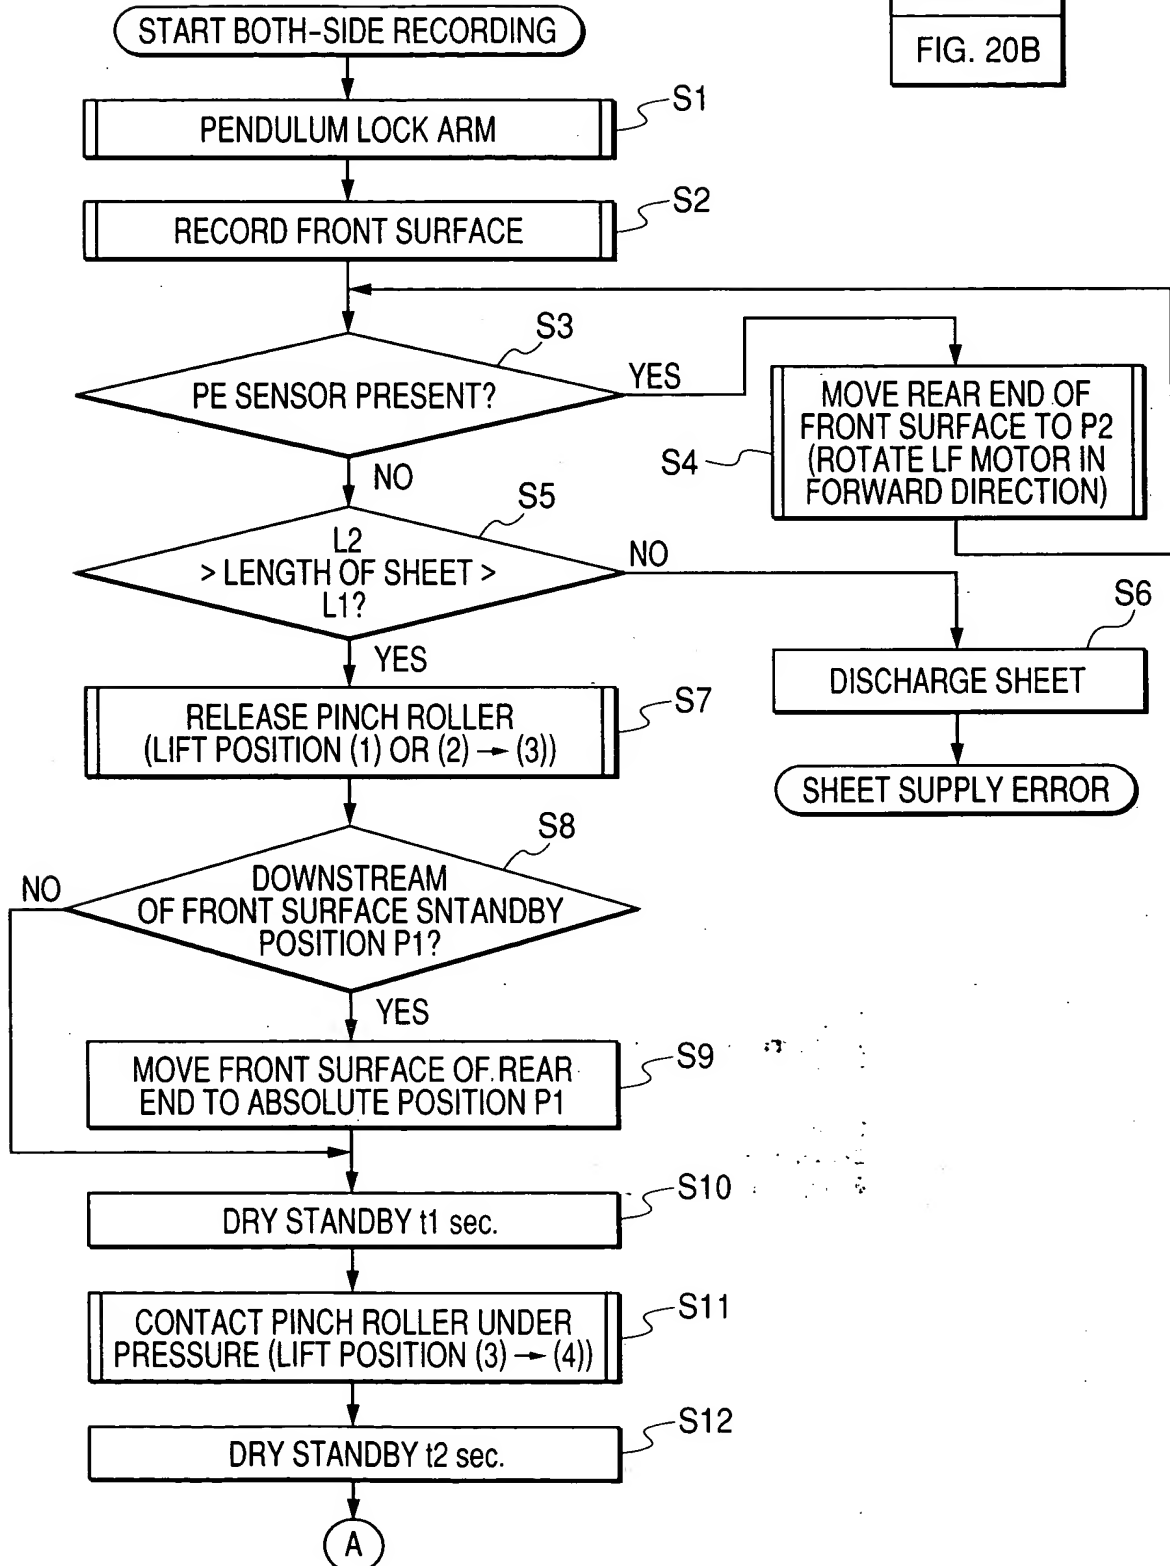 FIG. 20B
START BOTH-SIDE RECORDING
S1
PENDULUM LOCK ARM
S2
RECORD FRONT SURFACE
S3
PE SENSOR PRESENT?
YES
NO
S4
MOVE REAR END OF
FRONT SURFACE TO P2
(ROTATE LF MOTOR IN
FORWARD DIRECTION)
S5
L2
> LENGTH OF SHEET >
L1?
NO
YES
S6
DISCHARGE SHEET
SHEET SUPPLY ERROR
S7
RELEASE PINCH ROLLER
(LIFT POSITION (1) OR (2) → (3))
S8
DOWNSTREAM
OF FRONT SURFACE SNTANDBY
POSITION P1?
NO
YES
S9
MOVE FRONT SURFACE OF REAR
END TO ABSOLUTE POSITION P1
S10
DRY STANDBY t1 sec.
S11
CONTACT PINCH ROLLER UNDER
PRESSURE (LIFT POSITION (3) → (4))
S12
DRY STANDBY t2 sec.
A